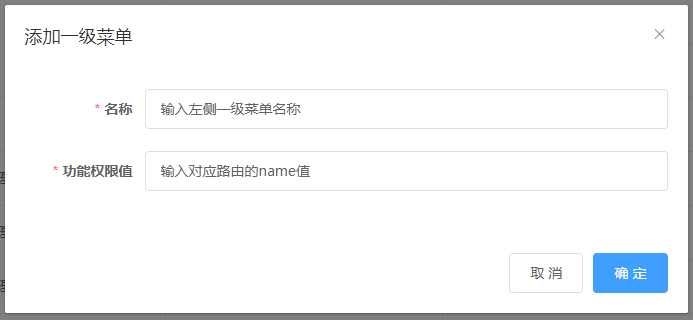 添加一级菜单
* 名称
输入左侧一级菜单名称
* 功能权限值
输入对应路由的name值
取 消
确 定